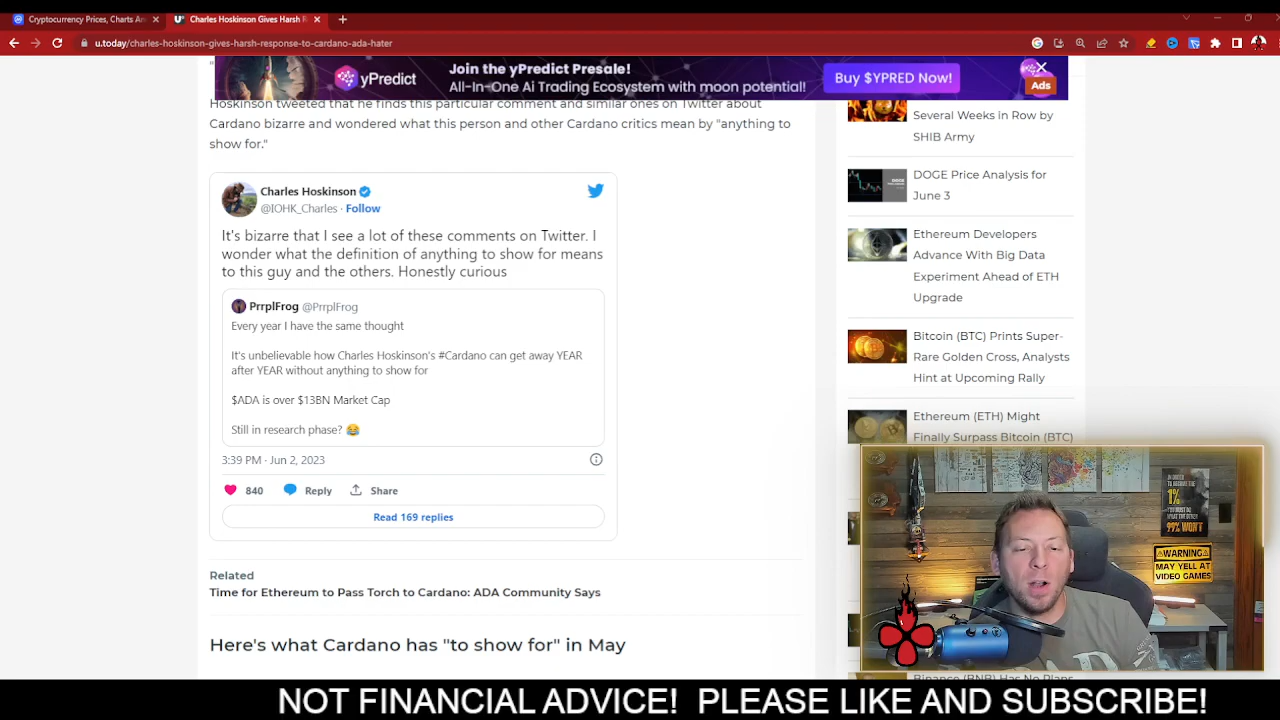 Cryptocurrency Prices, Charts An
Charles Hoskinson Gives Harsh R
u.today/charles-hoskinson-gives-harsh-response-to-cardano-ada-hater
yPredict
Join the yPredict Presale!
All-In-One Ai Trading Ecosystem with moon potential!
Buy $YPRED Now!
Ads
Hoskinson tweeted that he finds this particular comment and similar ones on Twitter about
Cardano bizarre and wondered what this person and other Cardano critics mean by "anything to
show for."
Charles Hoskinson
@IOHK_Charles · Follow
It's bizarre that I see a lot of these comments on Twitter. I
wonder what the definition of anything to show for means
to this guy and the others. Honestly curious
PrrplFrog @PrrplFrog
Every year I have the same thought
It's unbelievable how Charles Hoskinson's #Cardano can get away YEAR
after YEAR without anything to show for
$ADA is over $13BN Market Cap
Still in research phase? 😂
3:39 PM · Jun 2, 2023
840 Reply Share
Read 169 replies
Related
Time for Ethereum to Pass Torch to Cardano: ADA Community Says
Here's what Cardano has "to show for" in May
Several Weeks in Row by
SHIB Army
DOGE Price Analysis for
June 3
Ethereum Developers
Advance With Big Data
Experiment Ahead of ETH
Upgrade
Bitcoin (BTC) Prints Super-
Rare Golden Cross, Analysts
Hint at Upcoming Rally
Ethereum (ETH) Might
Finally Surpass Bitcoin (BTC)
1%
99% WON'T
WARNING
MAY YELL AT
VIDEO GAMES
Binance (BNB) Has No Plans
NOT FINANCIAL ADVICE! PLEASE LIKE AND SUBSCRIBE!